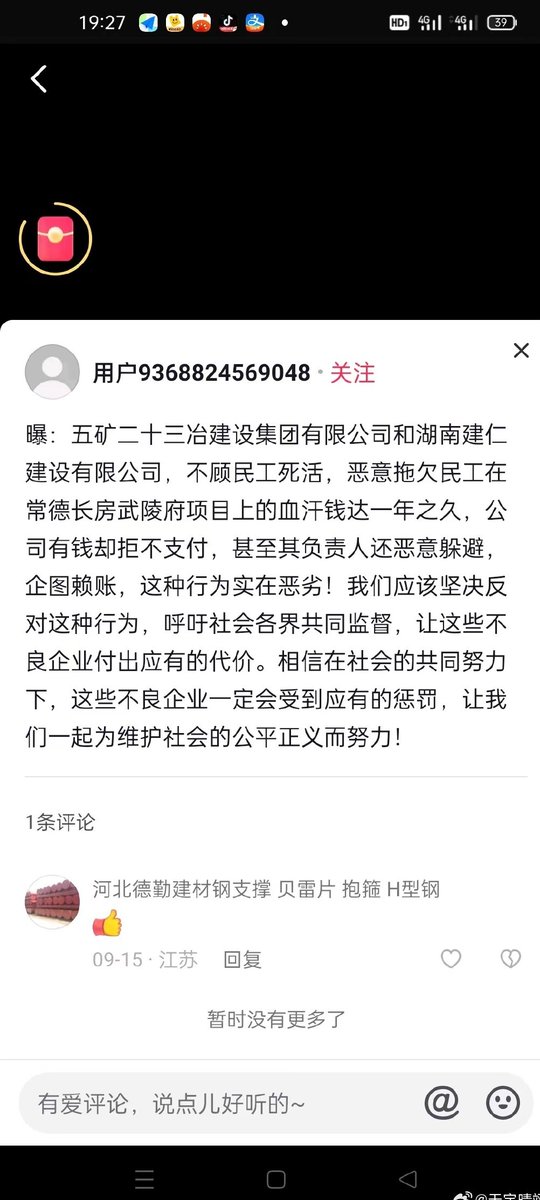 19:27
HD1 4G 4G 39
用户9368824569048 · 关注
曝：五矿二十三冶建设集团有限公司和湖南建仁
建设有限公司，不顾民工死活，恶意拖欠民工在
常德长房武陵府项目上的血汗钱达一年之久，公
司有钱却拒不支付，甚至其负责人还恶意躲避，
企图赖账，这种行为实在恶劣！我们应该坚决反
对这种行为，呼吁社会各界共同监督，让这些不
良企业付出应有的代价。相信在社会的共同努力
下，这些不良企业一定会受到应有的惩罚，让我
们一起为维护社会的公平正义而努力！
1条评论
河北德勤建材钢支撑 贝雷片 抱箍 H型钢
👍
09-15 · 江苏 回复
暂时没有更多了
有爱评论，说点儿好听的~